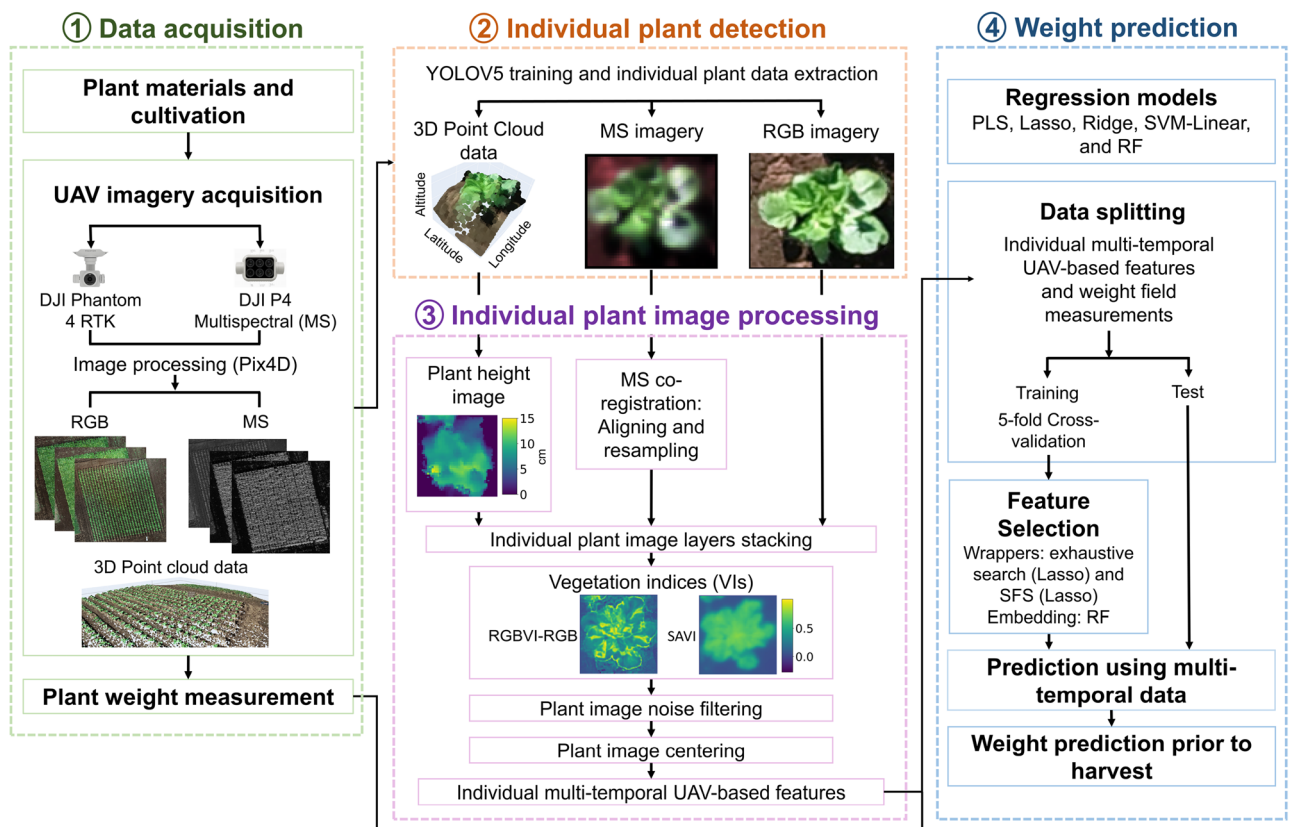 ① Data acquisition
Plant materials and
cultivation
UAV imagery acquisition
DJI Phantom
4 RTK
DJI P4
Multispectral (MS)
Image processing (Pix4D)
RGB
MS
3D Point cloud data
Plant weight measurement
② Individual plant detection
YOLOV5 training and individual plant data extraction
3D Point Cloud
data
Altitude
Latitude
Longitude
MS imagery
RGB imagery
③ Individual plant image processing
Plant height
image
15
10
5
0
cm
MS co-
registration:
Aligning and
resampling
Individual plant image layers stacking
Vegetation indices (VIs)
RGBVI-RGB
SAVI
0.5
0.0
Plant image noise filtering
Plant image centering
Individual multi-temporal UAV-based features
④ Weight prediction
Regression models
PLS, Lasso, Ridge, SVM-Linear,
and RF
Data splitting
Individual multi-temporal
UAV-based features
and weight field
measurements
Training
Test
5-fold Cross-
validation
Feature
Selection
Wrappers: exhaustive
search (Lasso) and
SFS (Lasso)
Embedding: RF
Prediction using multi-
temporal data
Weight prediction prior to
harvest